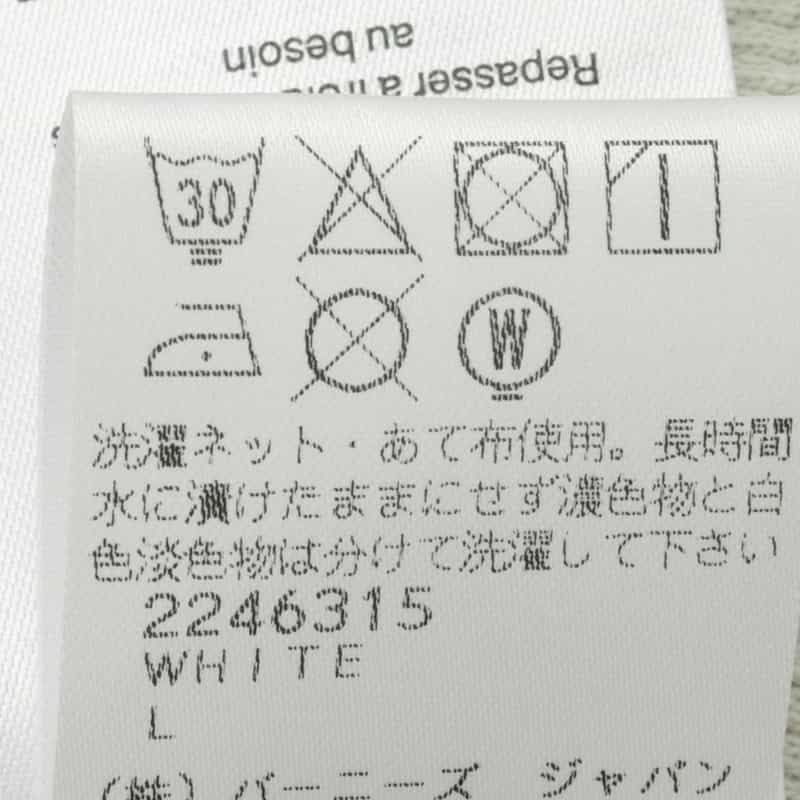 au besoin
Repasser à
30
W
洗濯ネット・あて布使用。長時間
水に漬けたままにせず濃色物と白
色淡色物は分けて洗濯して下さい
2246315
WHITE
L
(株)バーニーズ ジャパン